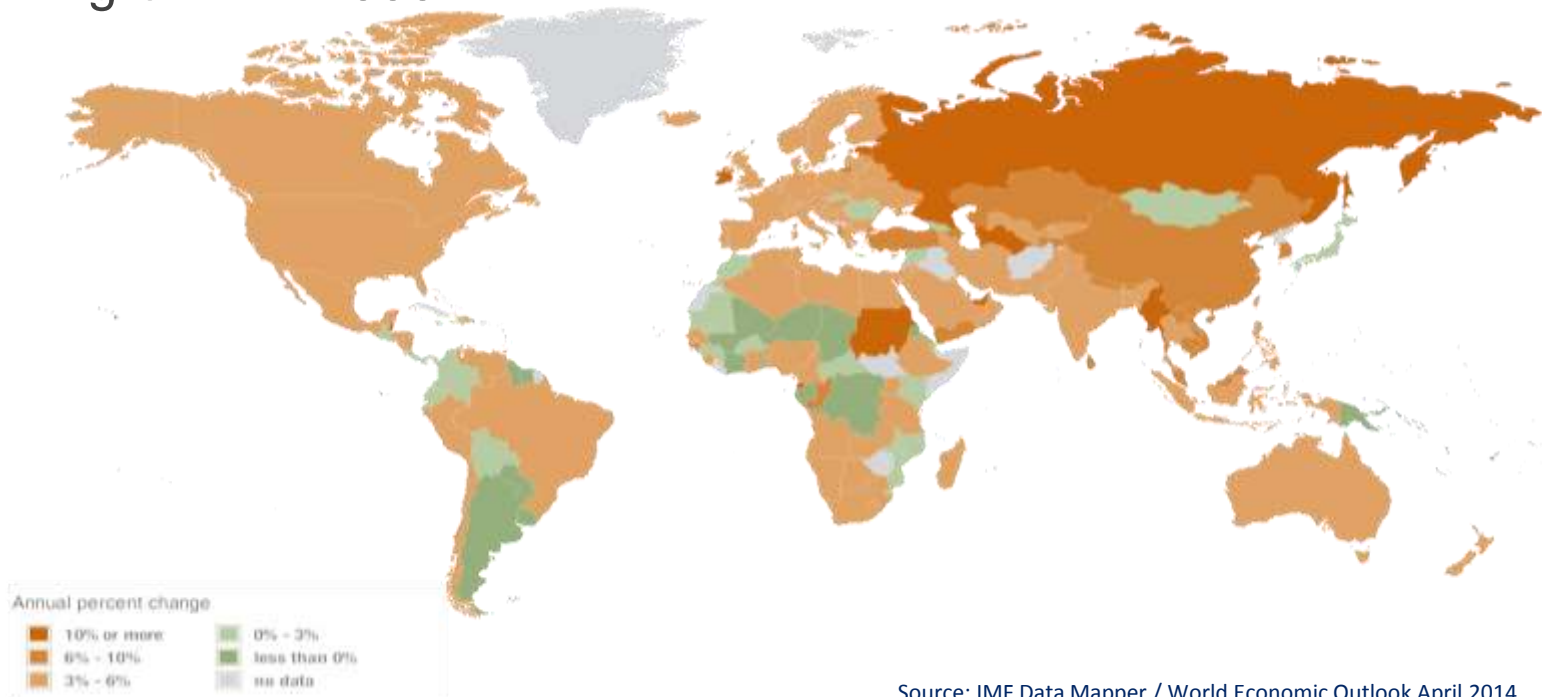 Annual percent change
10% or more
6% - 10%
3% - 6%
0% - 3%
less than 0%
no data
Source: IMF Data Mapper / World Economic Outlook April 2014